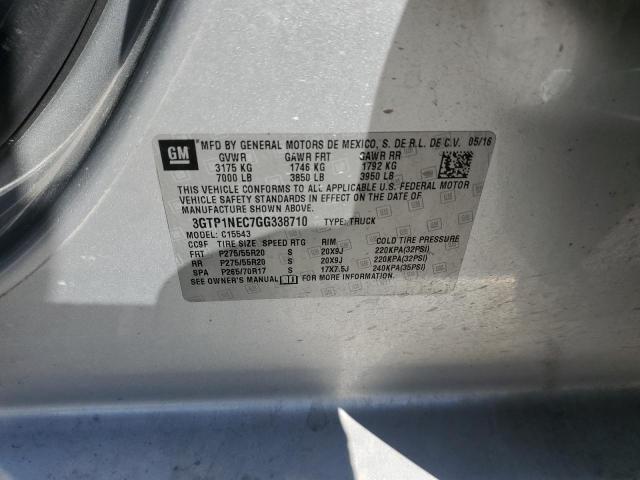 GM
MFD BY GENERAL MOTORS DE MEXICO, S. DE R.L. DE C.V. 05/16
GVWR GAWR FRT GAWR RR
3175 KG 1746 KG 1792 KG
7000 LB 3850 LB 3950 LB
THIS VEHICLE CONFORMS TO ALL APPLICABLE U.S. FEDERAL MOTOR
VEHICLE SAFETY STANDARDS IN EFFECT ON THE DATE OF
MANUFACTURE SHOWN ABOVE.
3GTP1NEC7GG338710 TYPE: TRUCK
MODEL: C15543
CC9F TIRE SIZE SPEED RTG RIM COLD TIRE PRESSURE
FRT P275/55R20 S 20X9J 220KPA(32PSI)
RR P275/55R20 S 20X9J 220KPA(32PSI)
SPA P265/70R17 S 17X7.5J 240KPA(35PSI)
SEE OWNER'S MANUAL FOR MORE INFORMATION.